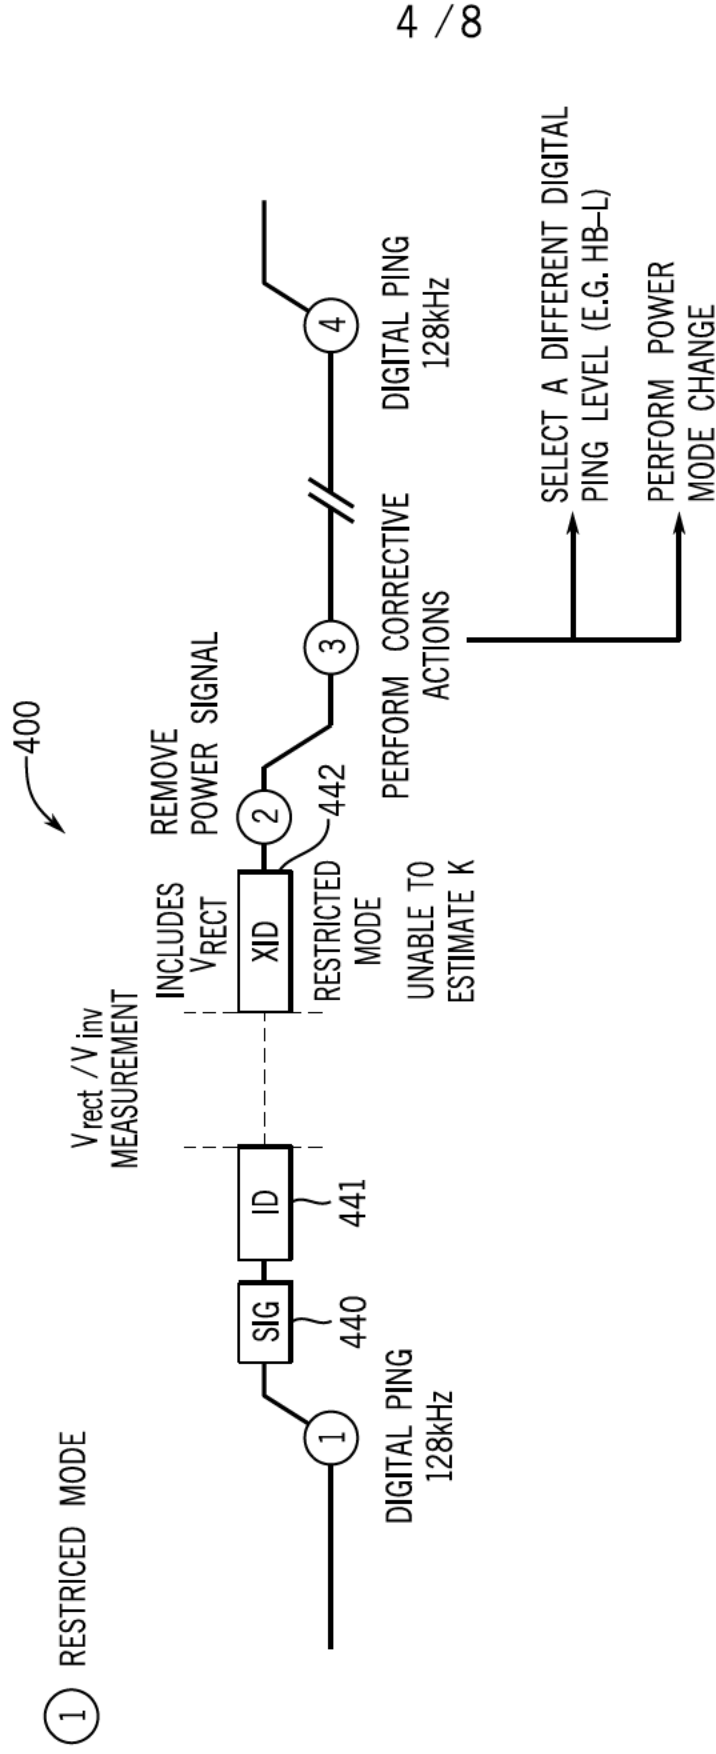 4 / 8
400
1 RESTRICED MODE
Vrect / Vinv
MEASUREMENT
INCLUDES
VRECT
REMOVE
POWER SIGNAL
1
SIG
ID
XID
2
3
4
440
441
442
DIGITAL PING
128kHz
RESTRICTED
MODE
UNABLE TO
ESTIMATE K
PERFORM CORRECTIVE
ACTIONS
DIGITAL PING
128kHz
SELECT A DIFFERENT DIGITAL
PING LEVEL (E.G. HB-L)
PERFORM POWER
MODE CHANGE